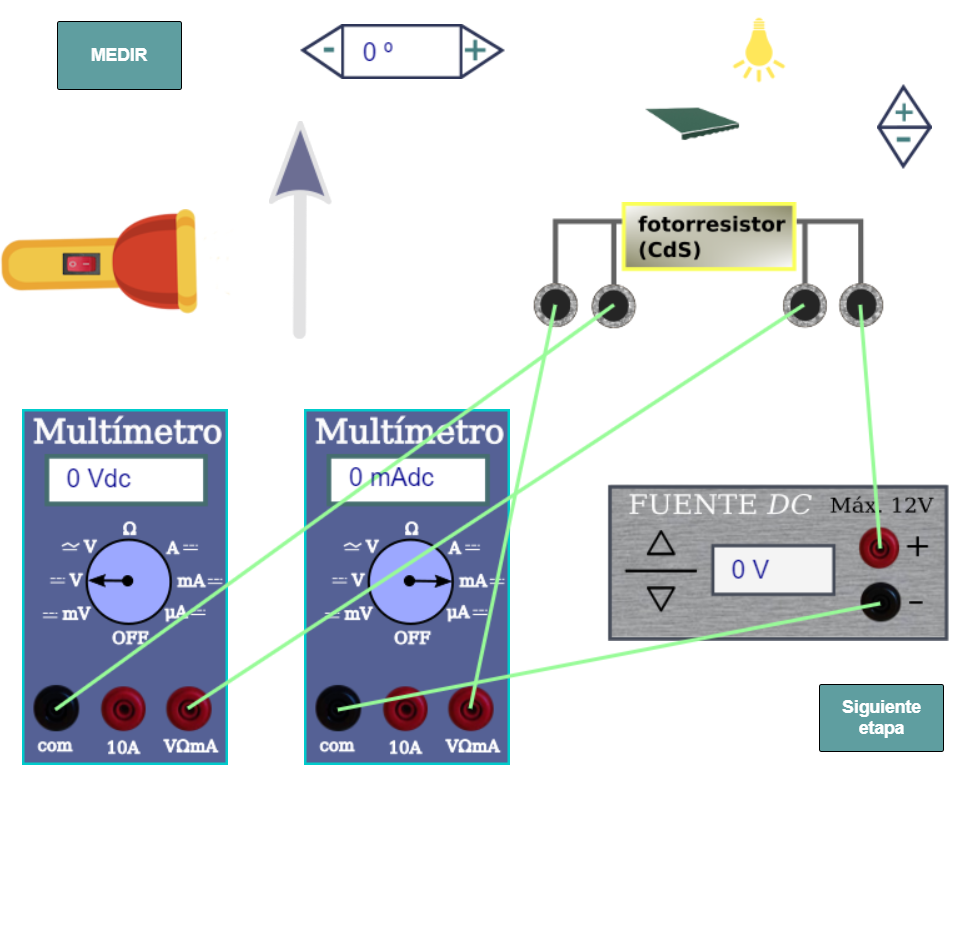 MEDIR
- 0 º +
+
-
fotorresistor
(CdS)
Multímetro
0 Vdc
Ω
V
A
V
mA
mV
μA
OFF
com
10A
VΩmA
Multímetro
0 mAdc
Ω
V
A
V
mA
mV
μA
OFF
com
10A
VΩmA
FUENTE DC Máx. 12V
0 V
+
-
Siguiente
etapa